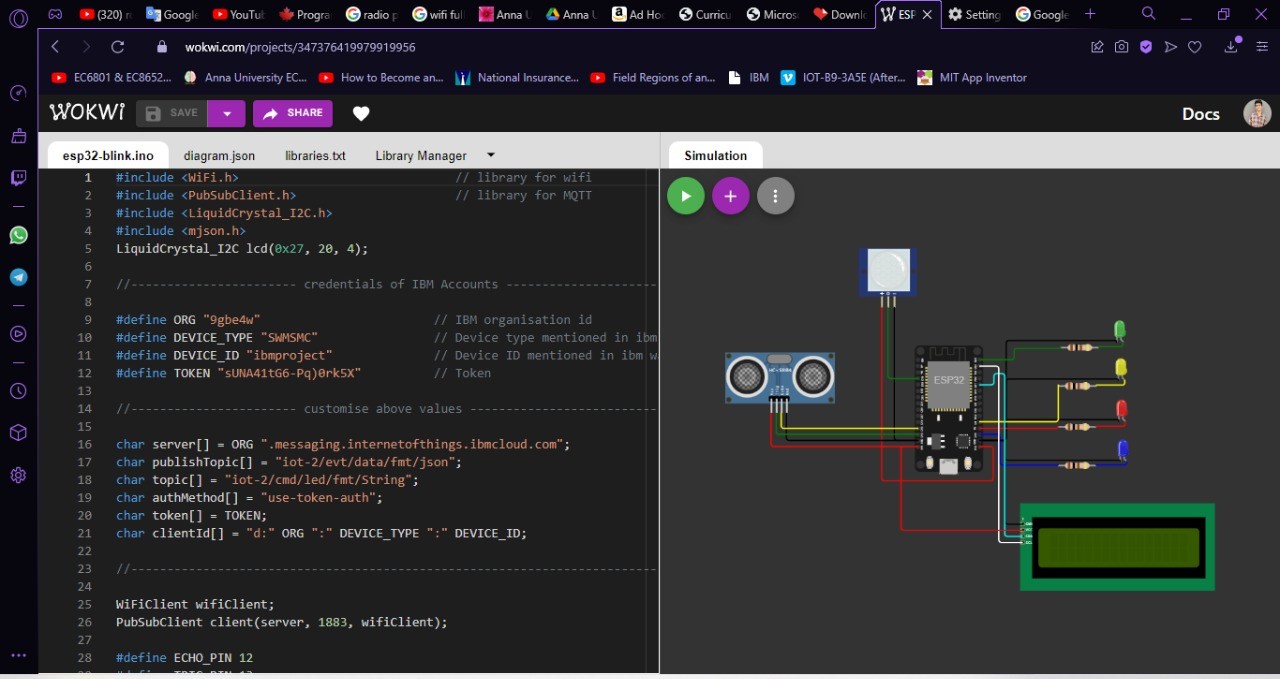 (320) r
Google
YouTu
Progra
radio p
wifi full
Anna U
Anna U
Ad Hoc
Curricu
Micros
Downl
ESP
Setting
Google
wokwi.com/projects/347376419979919956
EC6801 & EC8652...
Anna University EC...
How to Become an...
National Insurance...
Field Regions of an...
IBM
IOT-B9-3A5E (After...
MIT App Inventor
WOKWi
SAVE
SHARE
Docs
esp32-blink.ino
diagram.json
libraries.txt
Library Manager
Simulation
1 #include <WiFi.h> // library for wifi
2 #include <PubSubClient.h> // library for MQTT
3 #include <LiquidCrystal_I2C.h>
4 #include <mjson.h>
5 LiquidCrystal_I2C lcd(0x27, 20, 4);
6
7 //----------------------- credentials of IBM Accounts ---------------------
8
9 #define ORG "9gbe4w" // IBM organisation id
10 #define DEVICE_TYPE "SWMSMC" // Device type mentioned in ibm
11 #define DEVICE_ID "ibmproject" // Device ID mentioned in ibm wa
12 #define TOKEN "sUNA41tG6-Pq)0rk5X" // Token
13
14 //----------------------- customise above values --------------------------
15
16 char server[] = ORG ".messaging.internetofthings.ibmcloud.com";
17 char publishTopic[] = "iot-2/evt/data/fmt/json";
18 char topic[] = "iot-2/cmd/led/fmt/String";
19 char authMethod[] = "use-token-auth";
20 char token[] = TOKEN;
21 char clientId[] = "d:" ORG ":" DEVICE_TYPE ":" DEVICE_ID;
22
23 //-------------------------------------------------------------------------
24
25 WiFiClient wifiClient;
26 PubSubClient client(server, 1883, wifiClient);
27
28 #define ECHO_PIN 12
ESP32